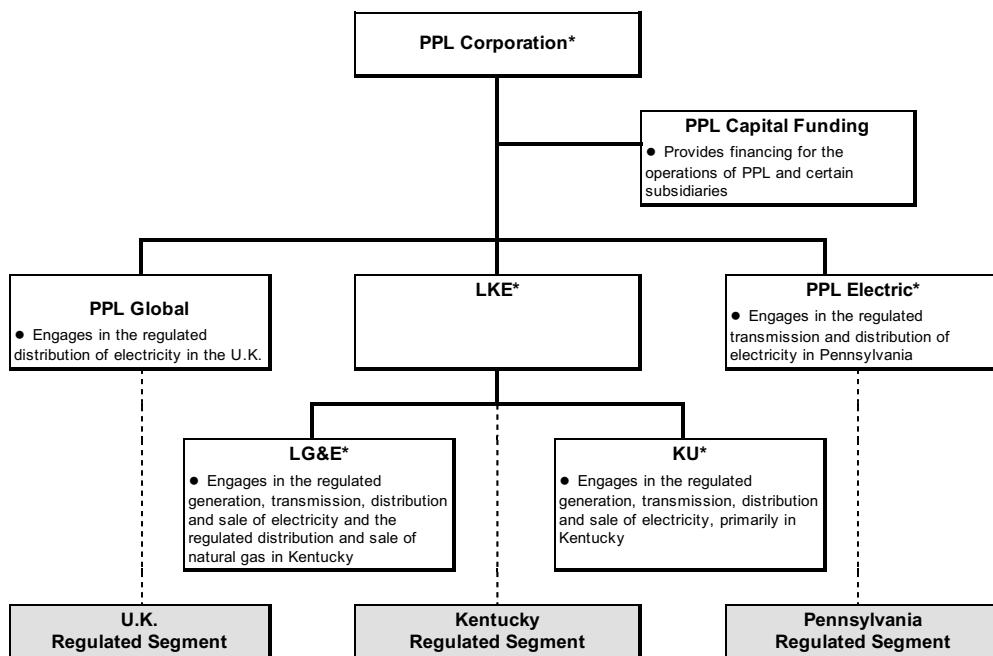 PPL Corporation*
PPL Capital Funding
● Provides financing for the
operations of PPL and certain
subsidiaries
PPL Global
● Engages in the regulated
distribution of electricity in the U.K.
LKE*
PPL Electric*
● Engages in the regulated
transmission and distribution of
electricity in Pennsylvania
LG&E*
● Engages in the regulated
generation, transmission, distribution
and sale of electricity and the
regulated distribution and sale of
natural gas in Kentucky
KU*
● Engages in the regulated
generation, transmission, distribution
and sale of electricity, primarily in
Kentucky
U.K.
Regulated Segment
Kentucky
Regulated Segment
Pennsylvania
Regulated Segment